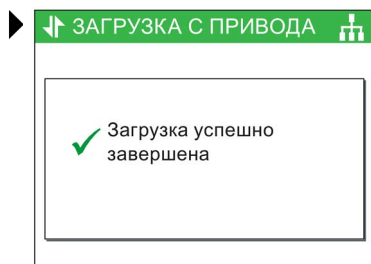 ЗАГРУЗКА С ПРИВОДА
Загрузка успешно
завершена